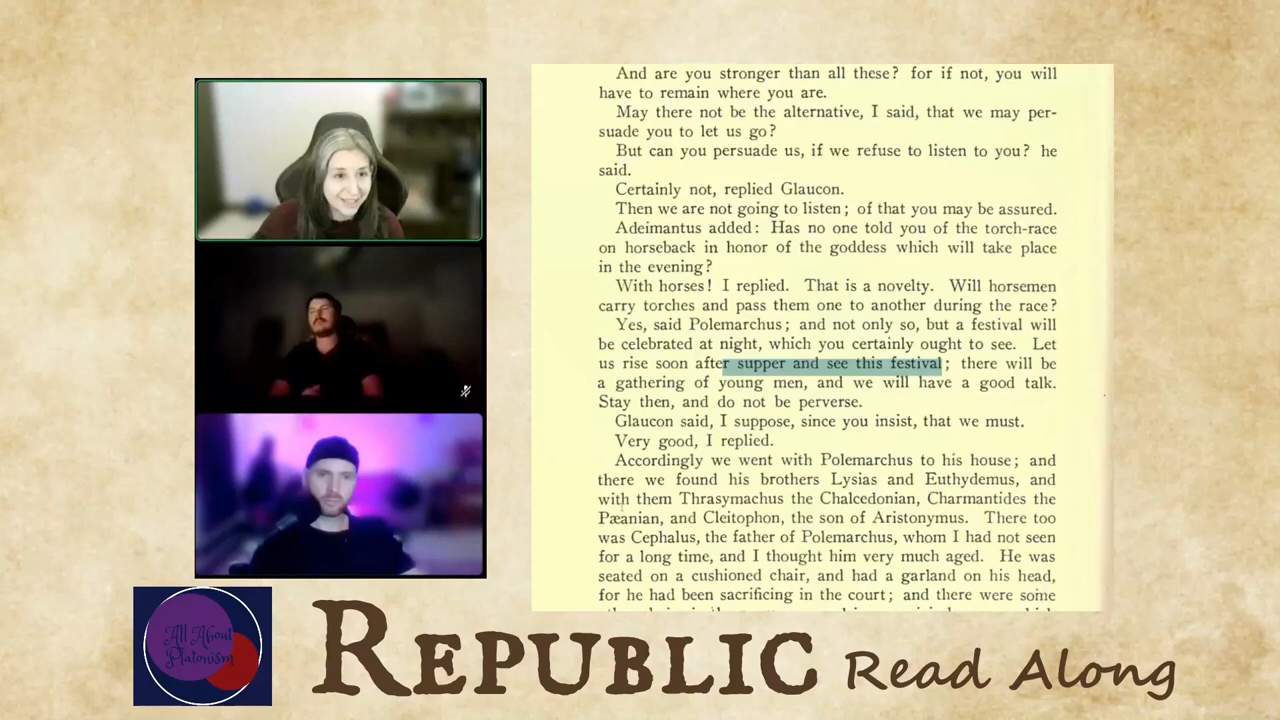 And are you stronger than all these? for if not, you will
have to remain where you are.
May there not be the alternative, I said, that we may per-
suade you to let us go?
But can you persuade us, if we refuse to listen to you? he
said.
Certainly not, replied Glaucon.
Then we are not going to listen; of that you may be assured.
Adeimantus added: Has no one told you of the torch-race
on horseback in honor of the goddess which will take place
in the evening?
With horses! I replied. That is a novelty. Will horsemen
carry torches and pass them one to another during the race?
Yes, said Polemarchus; and not only so, but a festival will
be celebrated at night, which you certainly ought to see. Let
us rise soon after supper and see this festival; there will be
a gathering of young men, and we will have a good talk.
Stay then, and do not be perverse.
Glaucon said, I suppose, since you insist, that we must.
Very good, I replied.
Accordingly we went with Polemarchus to his house; and
there we found his brothers Lysias and Euthydemus, and
with them Thrasymachus the Chalcedonian, Charmantides the
Pæanian, and Cleitophon, the son of Aristonymus. There too
was Cephalus, the father of Polemarchus, whom I had not seen
for a long time, and I thought him very much aged. He was
seated on a cushioned chair, and had a garland on his head,
for he had been sacrificing in the court; and there were some
All About
Platonism
REPUBLIC Read Along